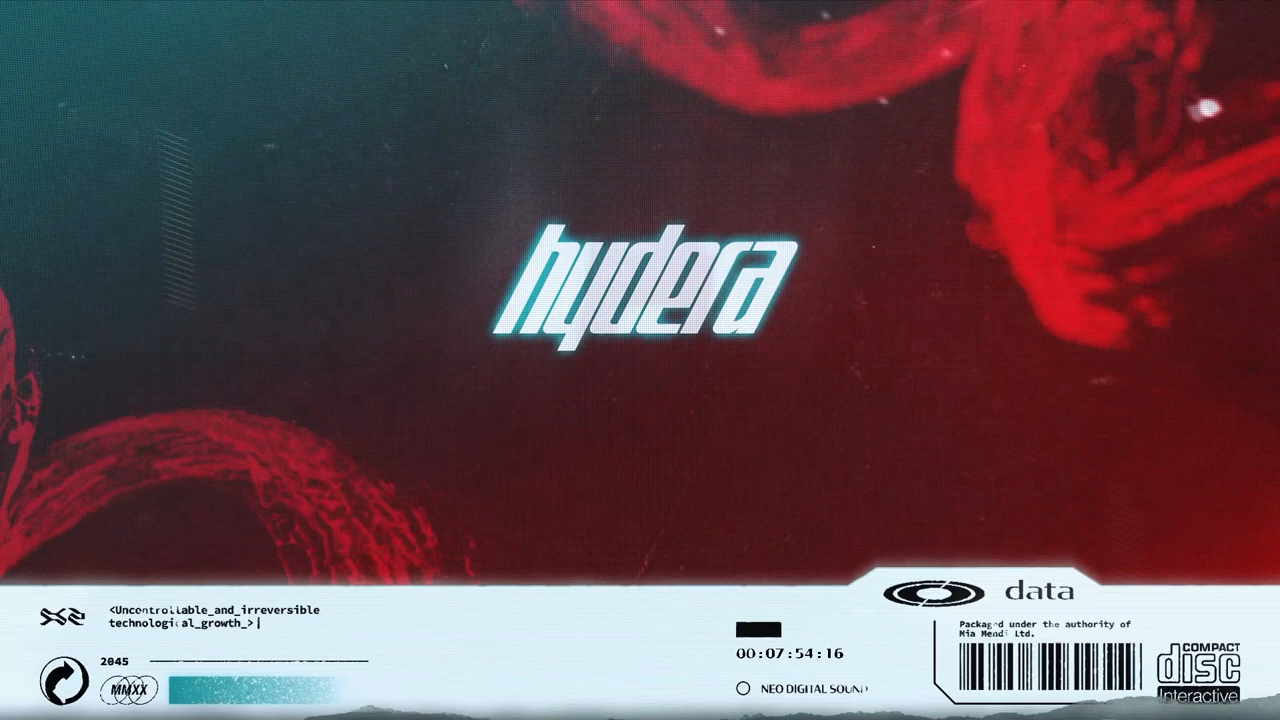 hydera
data
<Uncontrollable_and_irreversible
technological_growth_>|
Packaged under the authority of
Mia Mendi Ltd.
00:07:54:16
2045
MMXX
NEO DIGITAL SOUND
COMPACT
disc
Interactive